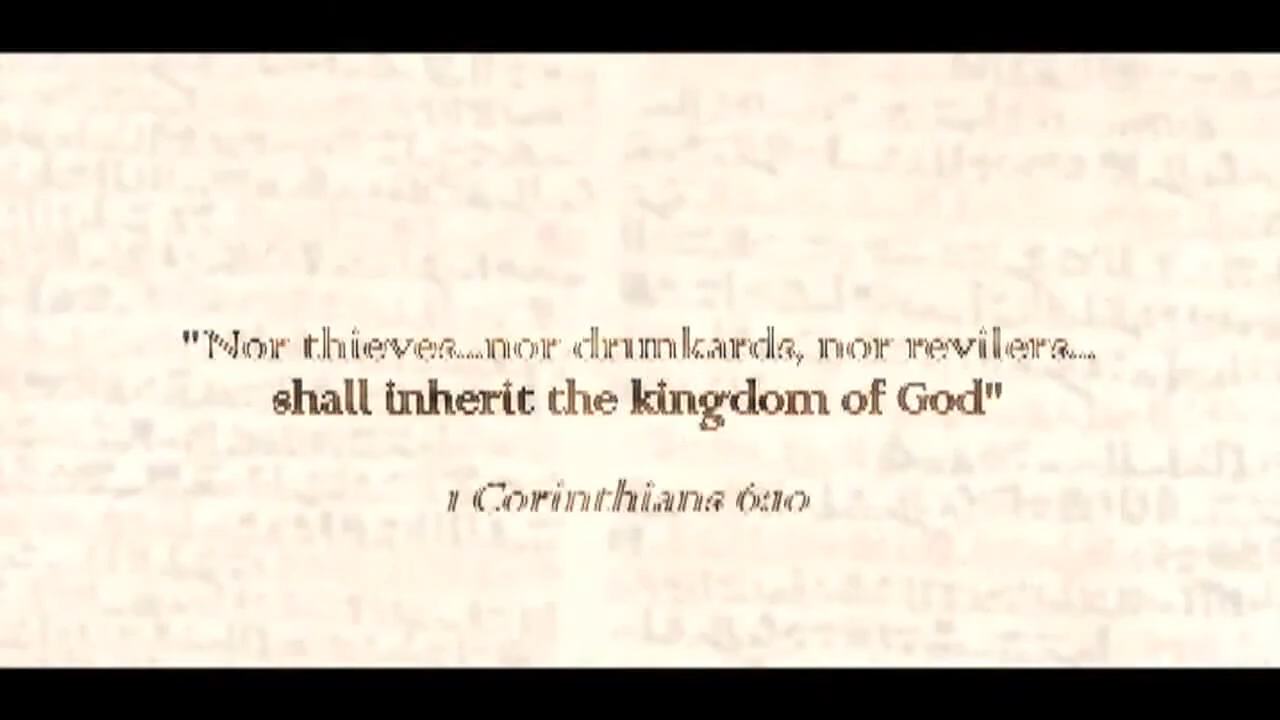 "Nor thieves...nor drunkards, nor revilers...
shall inherit the kingdom of God"
1 Corinthians 6:10